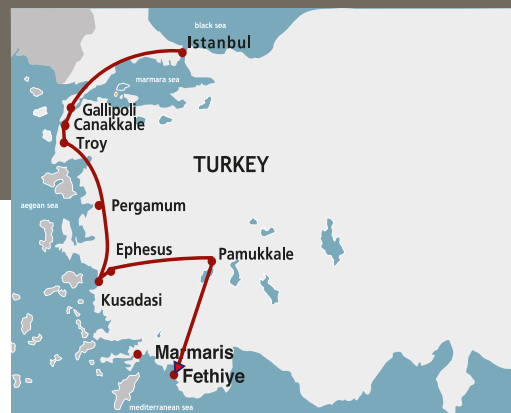 black sea
Istanbul
marmara sea
Gallipoli
Canakkale
Troy
TURKEY
aegean sea
Pergamum
Ephesus
Pamukkale
Kusadasi
Marmaris
Fethiye
mediterranean sea